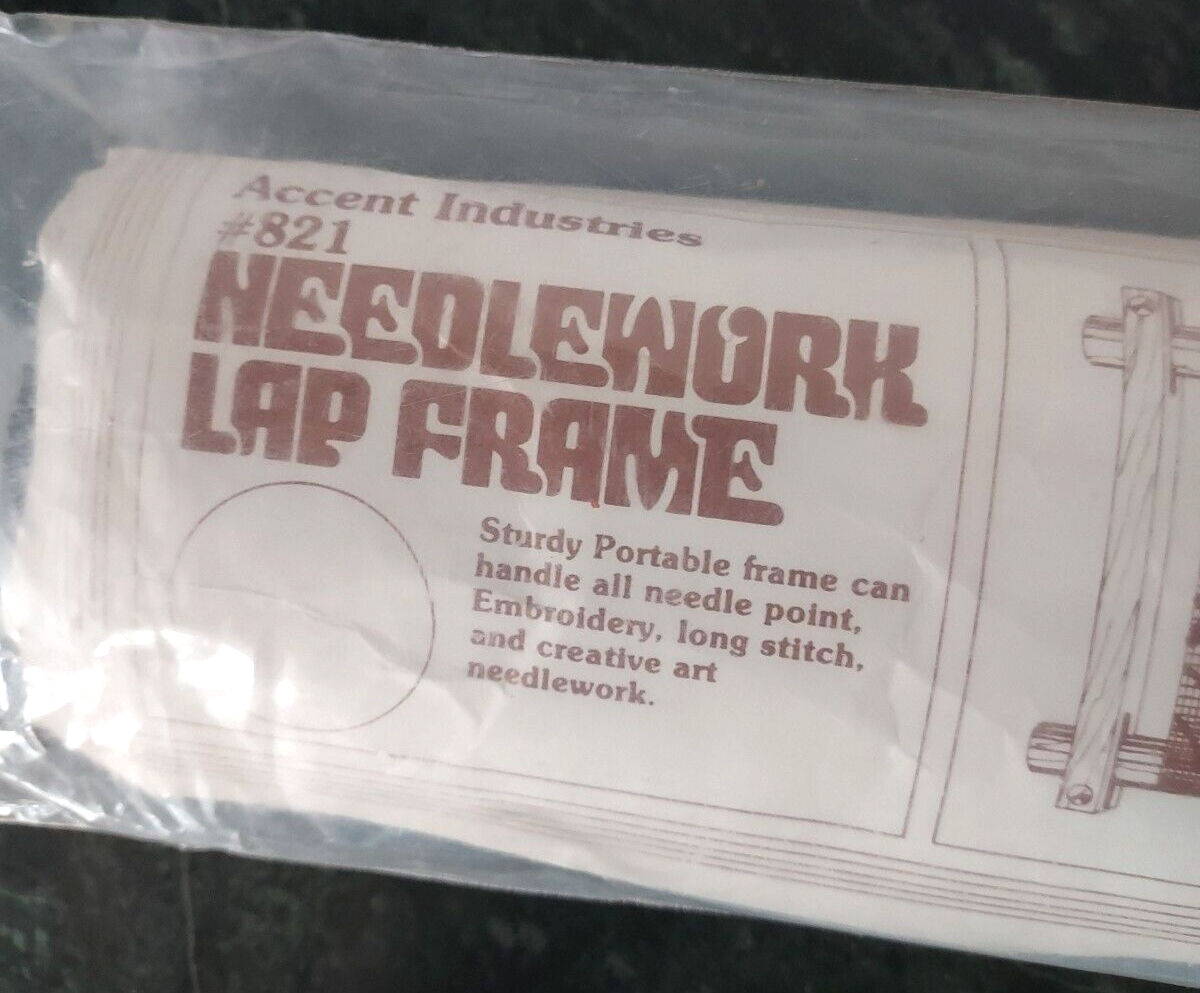 Accent Industries
#821
NEEDLEWORK
LAP FRAME
Sturdy Portable frame can
handle all needle point,
Embroidery, long stitch,
and creative art
needlework.